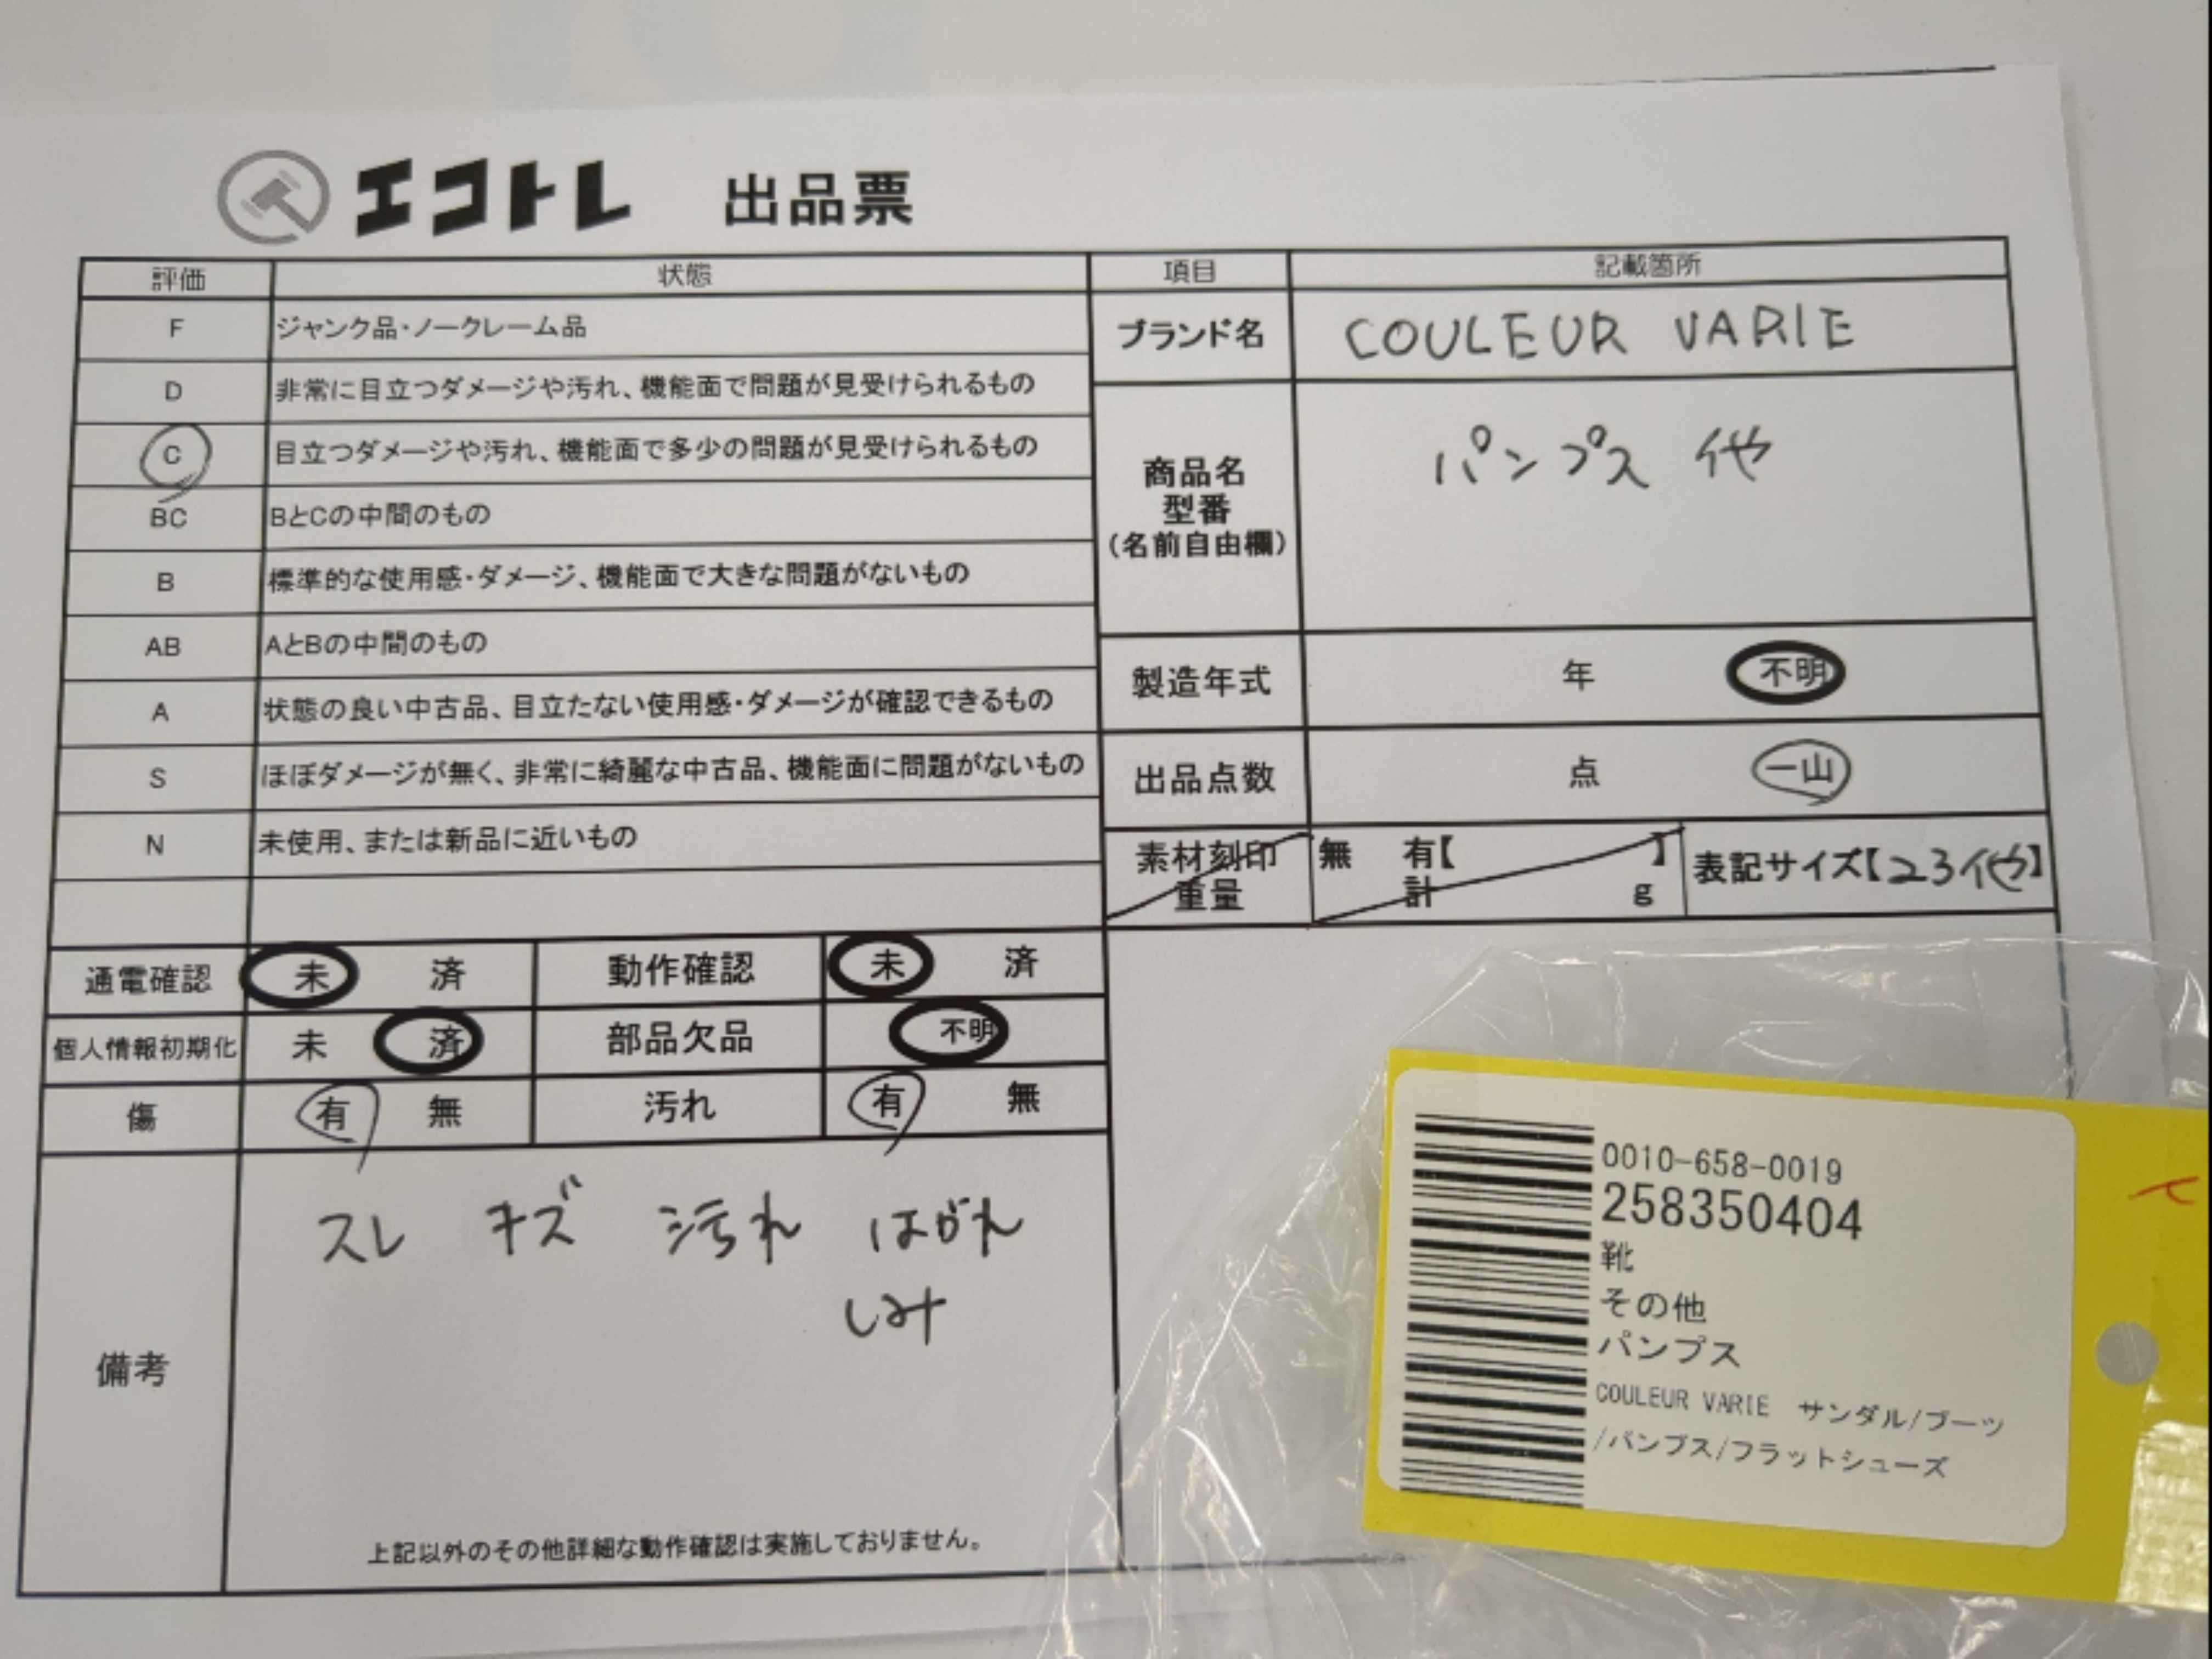 エコトレ 出品票
評価 状態 項目 記載箇所
F ジャンク品・ノークレーム品
D 非常に目立つダメージや汚れ、機能面で問題が見受けられるもの
C 目立つダメージや汚れ、機能面で多少の問題が見受けられるもの
BC BとCの中間のもの
B 標準的な使用感・ダメージ、機能面で大きな問題がないもの
AB AとBの中間のもの
A 状態の良い中古品、目立たない使用感・ダメージが確認できるもの
S ほぼダメージが無く、非常に綺麗な中古品、機能面に問題がないもの
N 未使用、または新品に近いもの
ブランド名 COULEUR VARIE
商品名
型番
(名前自由欄)
パンプス 他
製造年式 年 不明
出品点数 点 一山
素材刻印
重量
無 有【 】
計 g
表記サイズ【23他】
通電確認 未 済 動作確認 未 済
個人情報初期化 未 済 部品欠品 不明
傷 有 無 汚れ 有 無
備考
スレ キズ 汚れ はがれ
しみ
上記以外のその他詳細な動作確認は実施しておりません。
0010-658-0019
258350404
靴
その他
パンプス
COULEUR VARIE サンダル/ブーツ
/パンプス/フラットシューズ